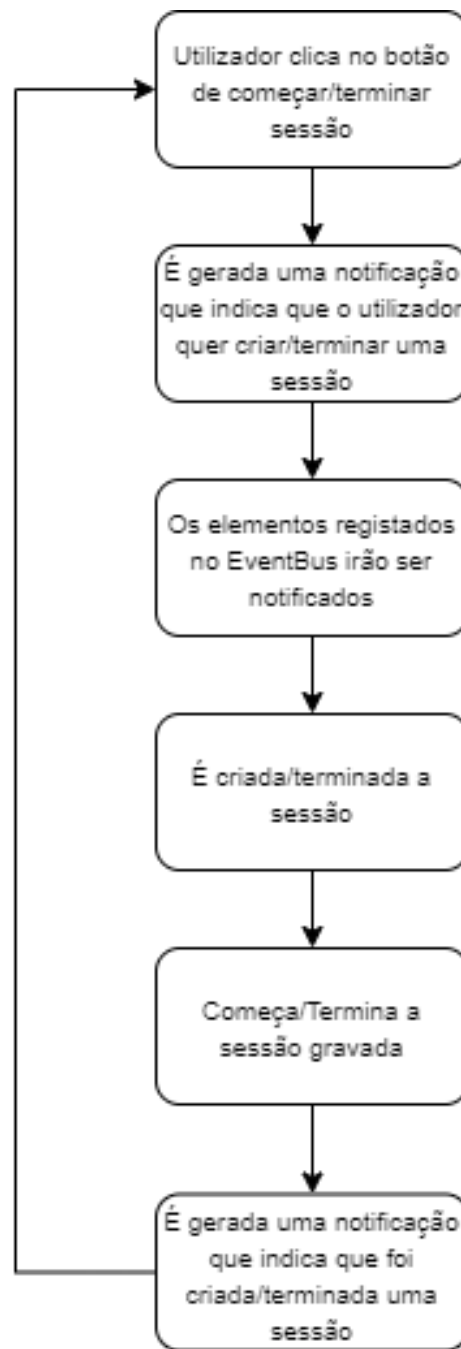 Utilizador clica no botão
de começar/terminar
sessão
É gerada uma notificação
que indica que o utilizador
quer criar/terminar uma
sessão
Os elementos registados
no EventBus irão ser
notificados
É criada/terminada a
sessão
Começa/Termina a
sessão gravada
É gerada uma notificação
que indica que foi
criada/terminada uma
sessão